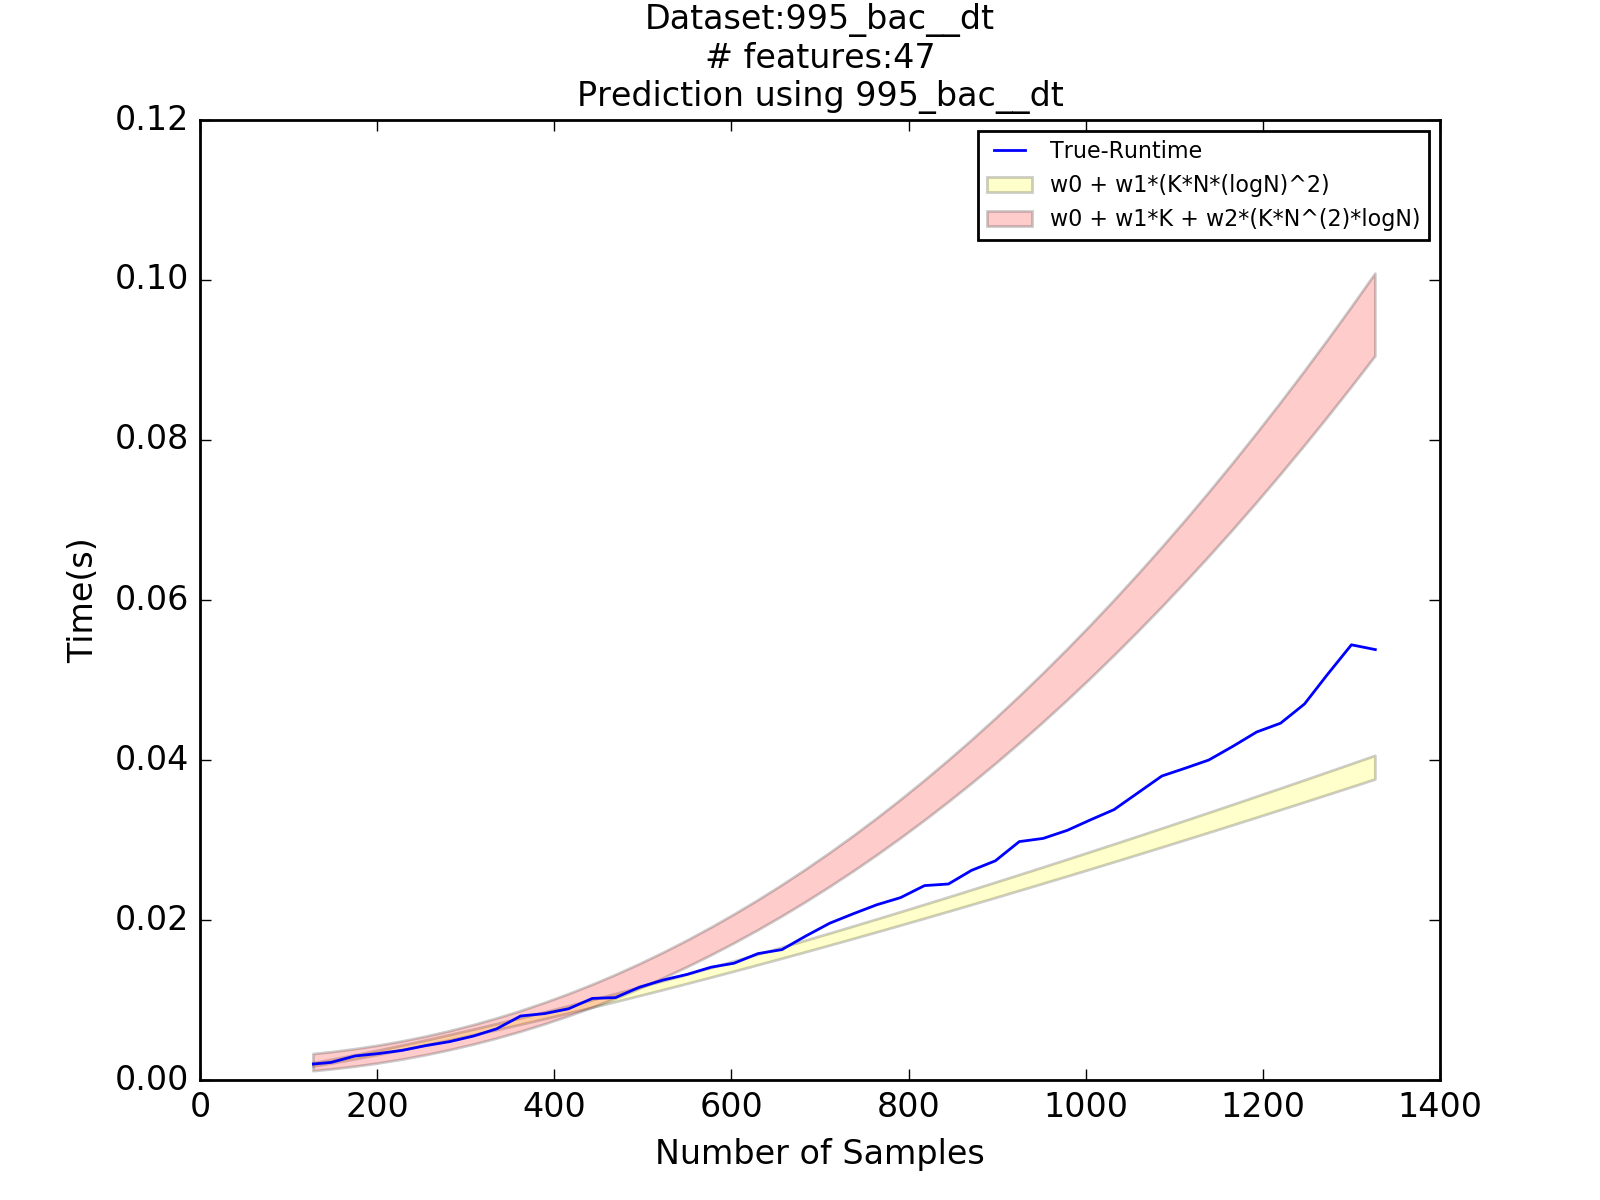 Dataset:995_bac__dt
# features:47
Prediction using 995_bac__dt
0.12
0.10
0.08
0.06
0.04
0.02
0.00
Time(s)
True-Runtime
w0 + w1*(K*N*(logN)^2)
w0 + w1*K + w2*(K*N^(2)*logN)
0 200 400 600 800 1000 1200 1400
Number of Samples